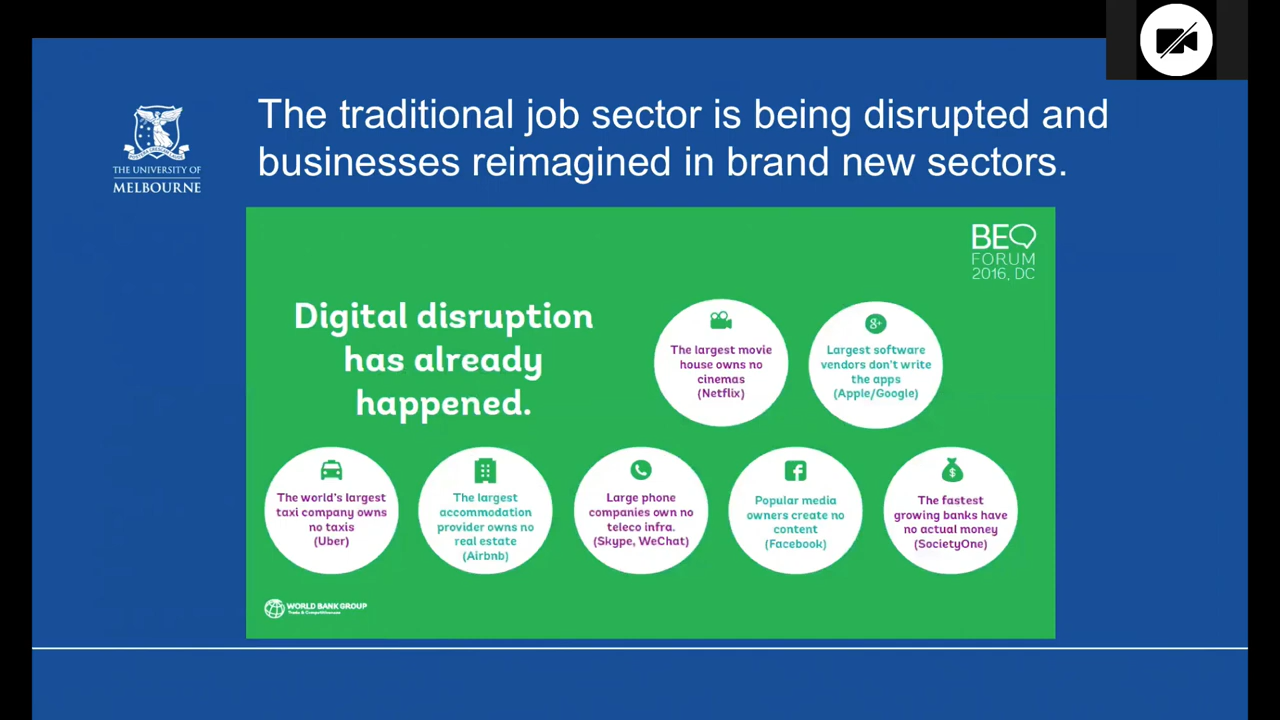 The traditional job sector is being disrupted and
businesses reimagined in brand new sectors.
THE UNIVERSITY OF
MELBOURNE
BE
FORUM
2016, DC
Digital disruption
has already
happened.
The largest movie
house owns no
cinemas
(Netflix)
g+
Largest software
vendors don't write
the apps
(Apple/Google)
The world's largest
taxi company owns
no taxis
(Uber)
The largest
accommodation
provider owns no
real estate
(Airbnb)
Large phone
companies own no
teleco infra.
(Skype, WeChat)
f
Popular media
owners create no
content
(Facebook)
$
The fastest
growing banks have
no actual money
(SocietyOne)
WORLD BANK GROUP
Trade & Competitiveness